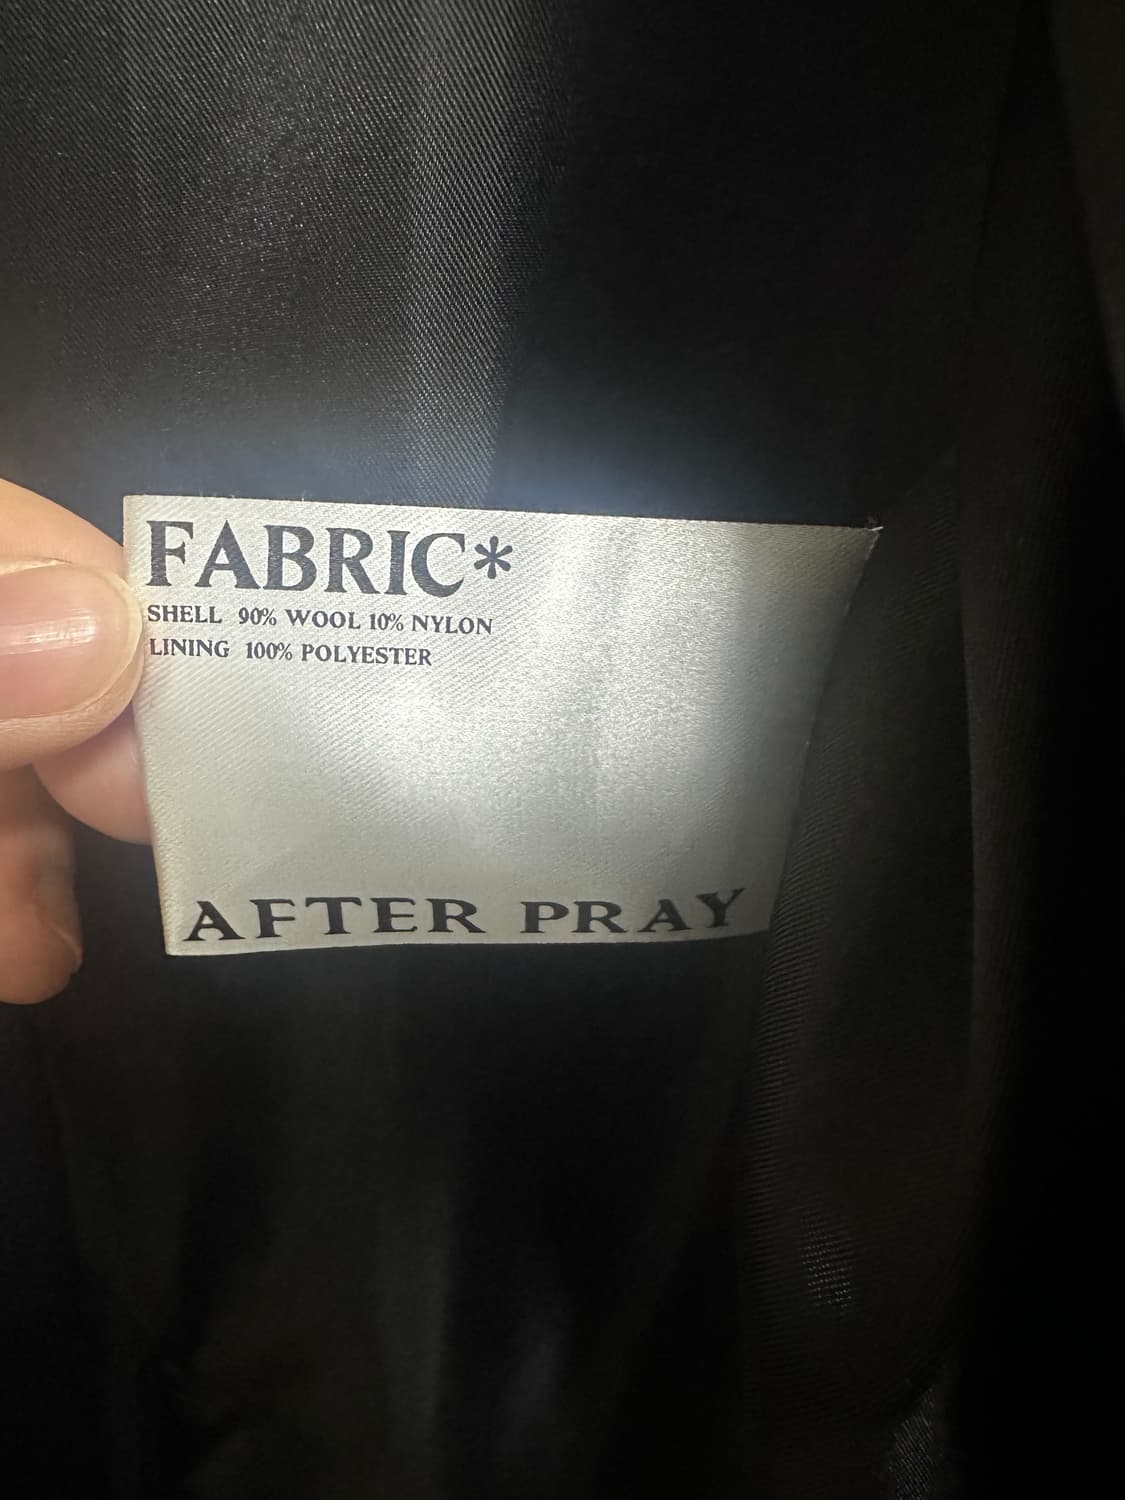 FABRIC*
SHELL 90% WOOL 10% NYLON
LINING 100% POLYESTER
AFTER PRAY